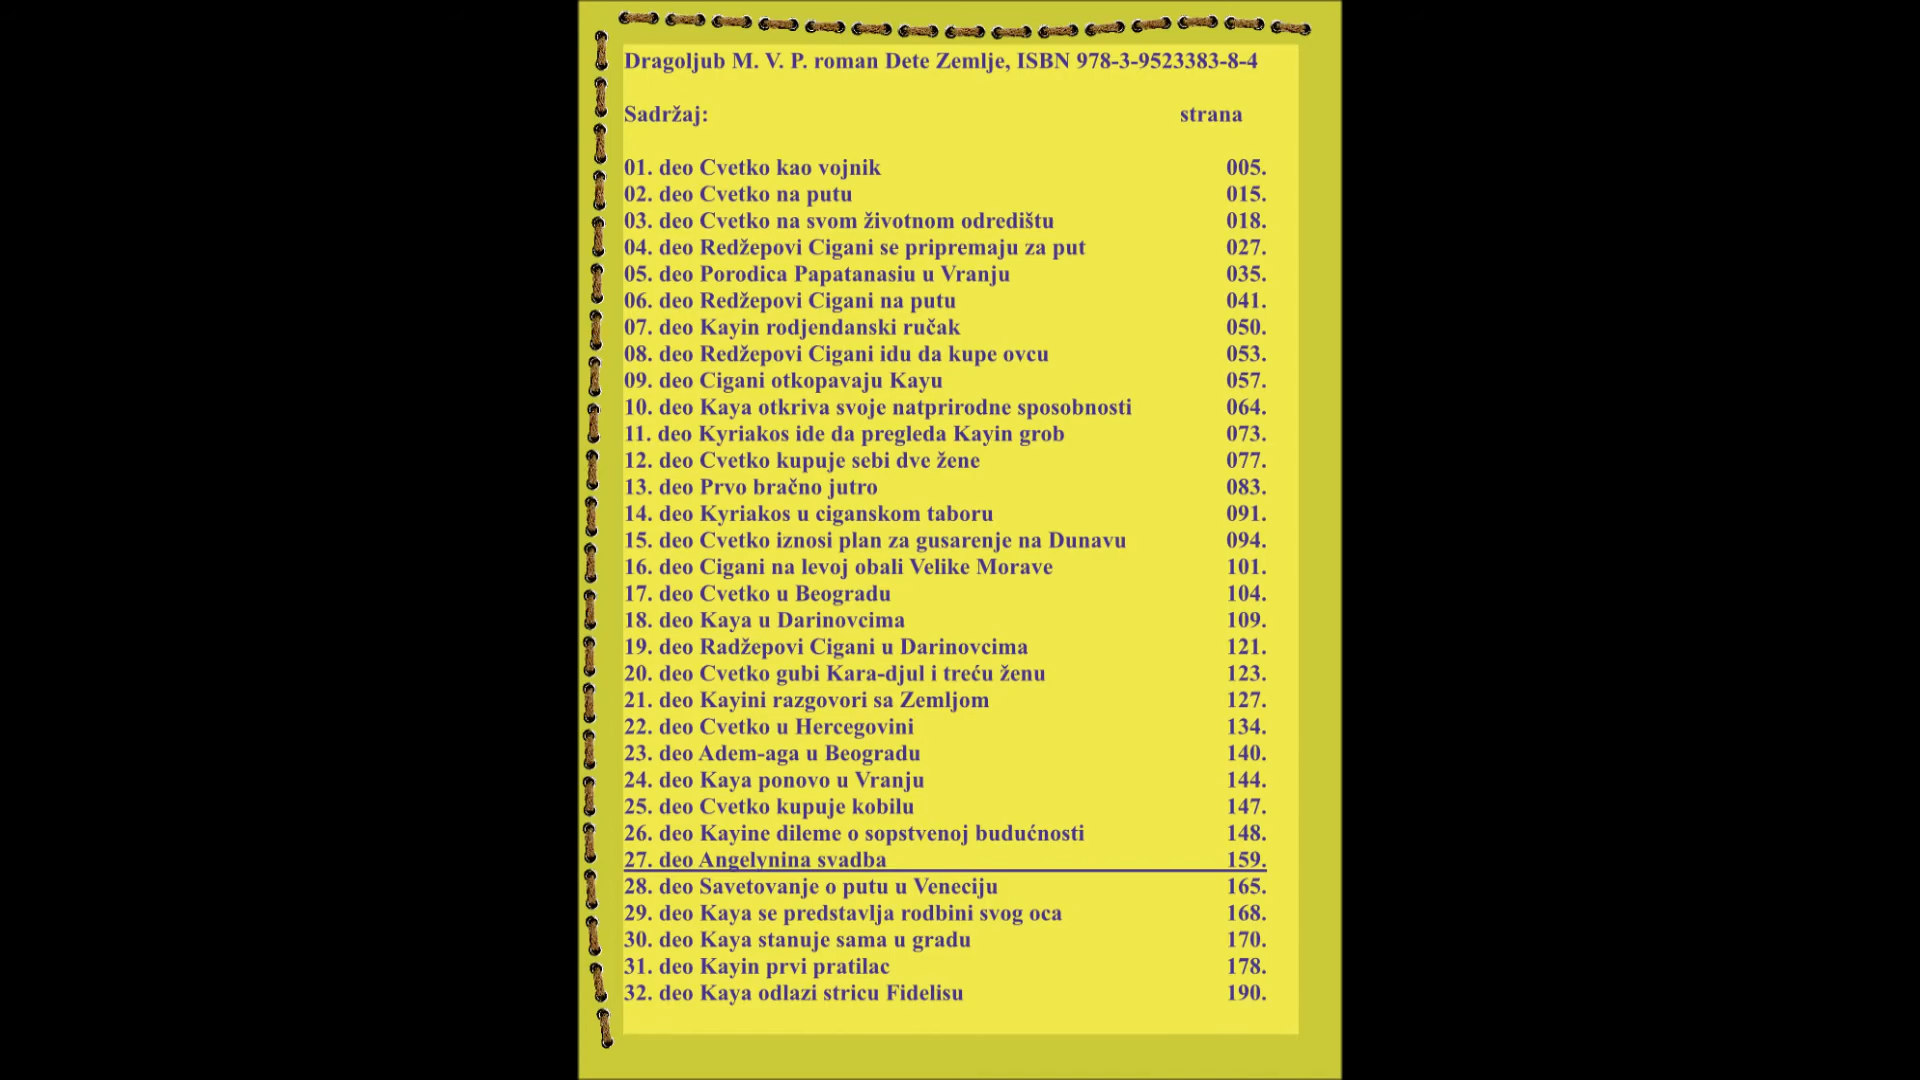 Dragoljub M. V. P. roman Dete Zemlje, ISBN 978-3-9523383-8-4
Sadržaj: strana
01. deo Cvetko kao vojnik 005.
02. deo Cvetko na putu 015.
03. deo Cvetko na svom životnom odredištu 018.
04. deo Redžepovi Cigani se pripremaju za put 027.
05. deo Porodica Papatanasiu u Vranju 035.
06. deo Redžepovi Cigani na putu 041.
07. deo Kayin rodjendanski ručak 050.
08. deo Redžepovi Cigani idu da kupe ovcu 053.
09. deo Cigani otkopavaju Kayu 057.
10. deo Kaya otkriva svoje natprirodne sposobnosti 064.
11. deo Kyriakos ide da pregleda Kayin grob 073.
12. deo Cvetko kupuje sebi dve žene 077.
13. deo Prvo bračno jutro 083.
14. deo Kyriakos u ciganskom taboru 091.
15. deo Cvetko iznosi plan za gusarenje na Dunavu 094.
16. deo Cigani na levoj obali Velike Morave 101.
17. deo Cvetko u Beogradu 104.
18. deo Kaya u Darinovcima 109.
19. deo Radžepovi Cigani u Darinovcima 121.
20. deo Cvetko gubi Kara-djul i treću ženu 123.
21. deo Kayini razgovori sa Zemljom 127.
22. deo Cvetko u Hercegovini 134.
23. deo Adem-aga u Beogradu 140.
24. deo Kaya ponovo u Vranju 144.
25. deo Cvetko kupuje kobilu 147.
26. deo Kayine dileme o sopstvenoj budućnosti 148.
27. deo Angelynina svadba 159.
28. deo Savetovanje o putu u Veneciju 165.
29. deo Kaya se predstavlja rodbini svog oca 168.
30. deo Kaya stanuje sama u gradu 170.
31. deo Kayin prvi pratilac 178.
32. deo Kaya odlazi stricu Fidelisu 190.